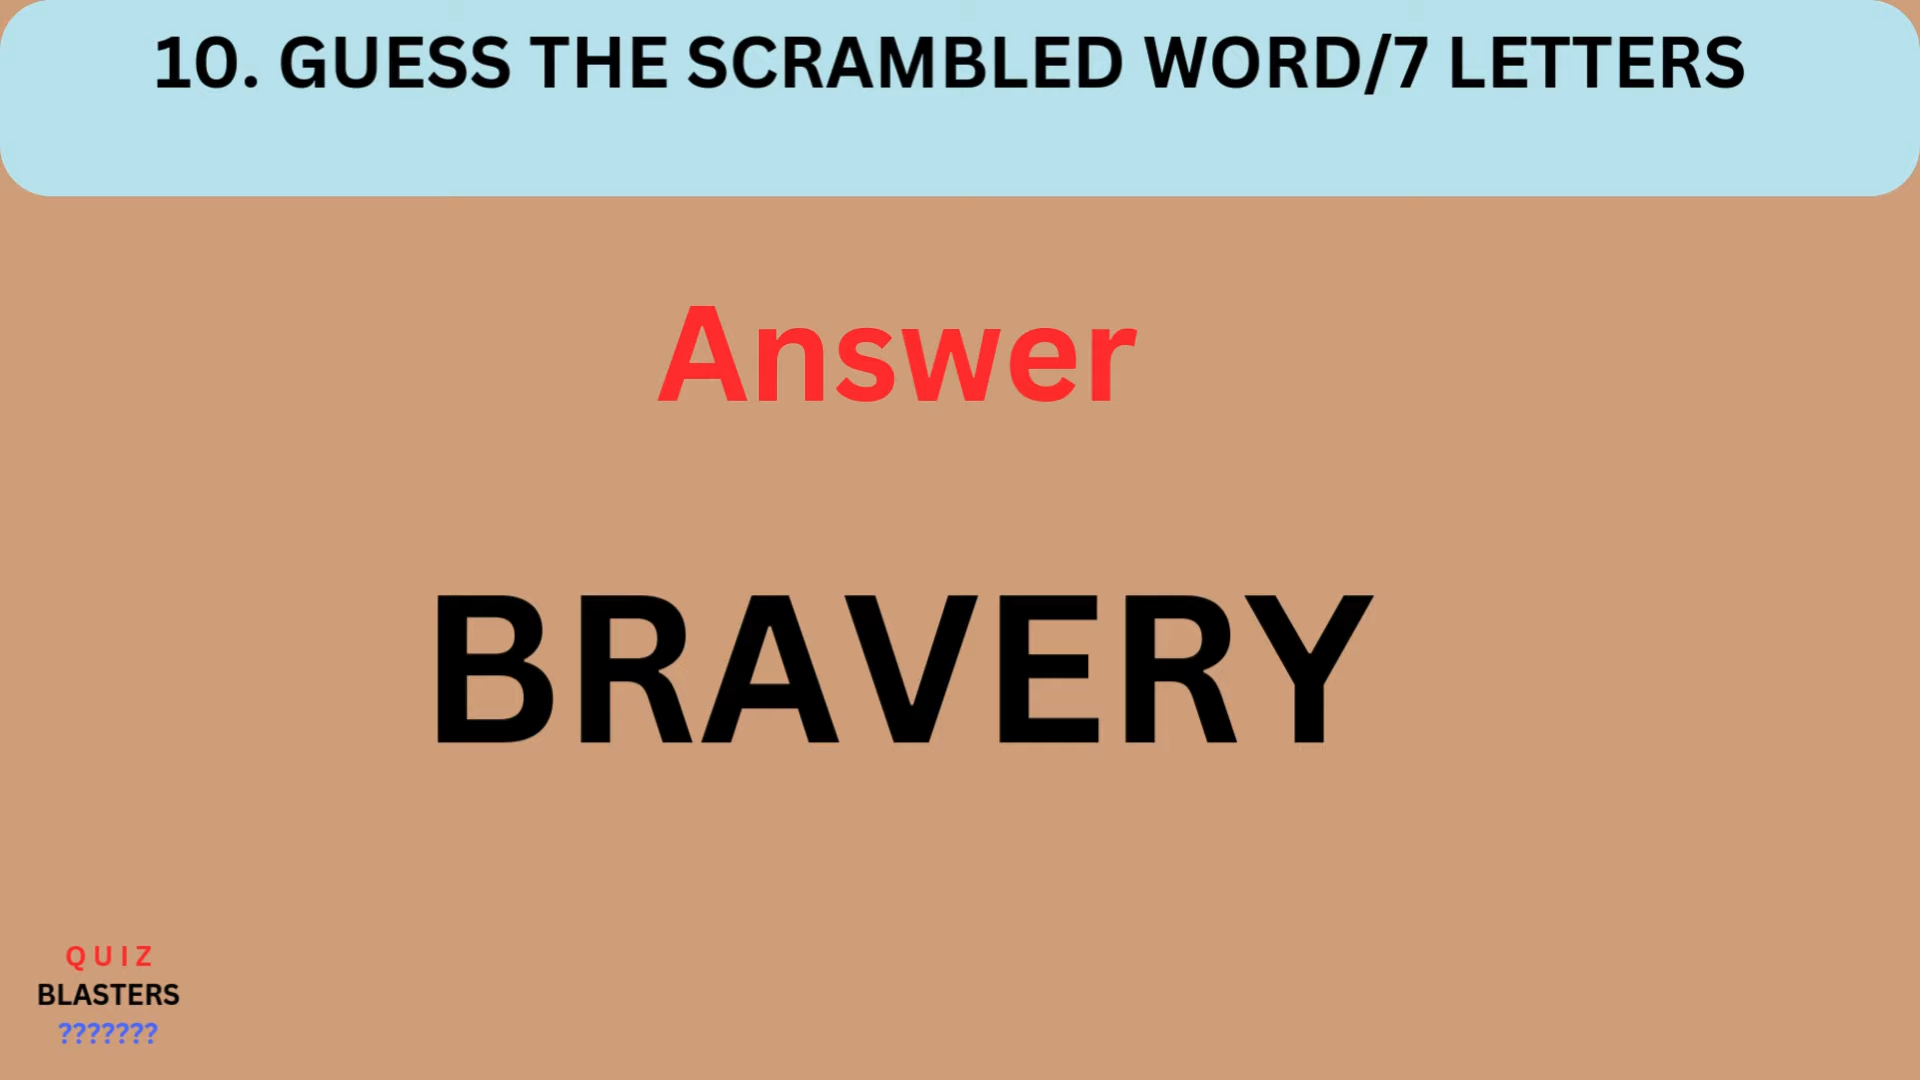 10. GUESS THE SCRAMBLED WORD/7 LETTERS
Answer
BRAVERY
QUIZ
BLASTERS
???????